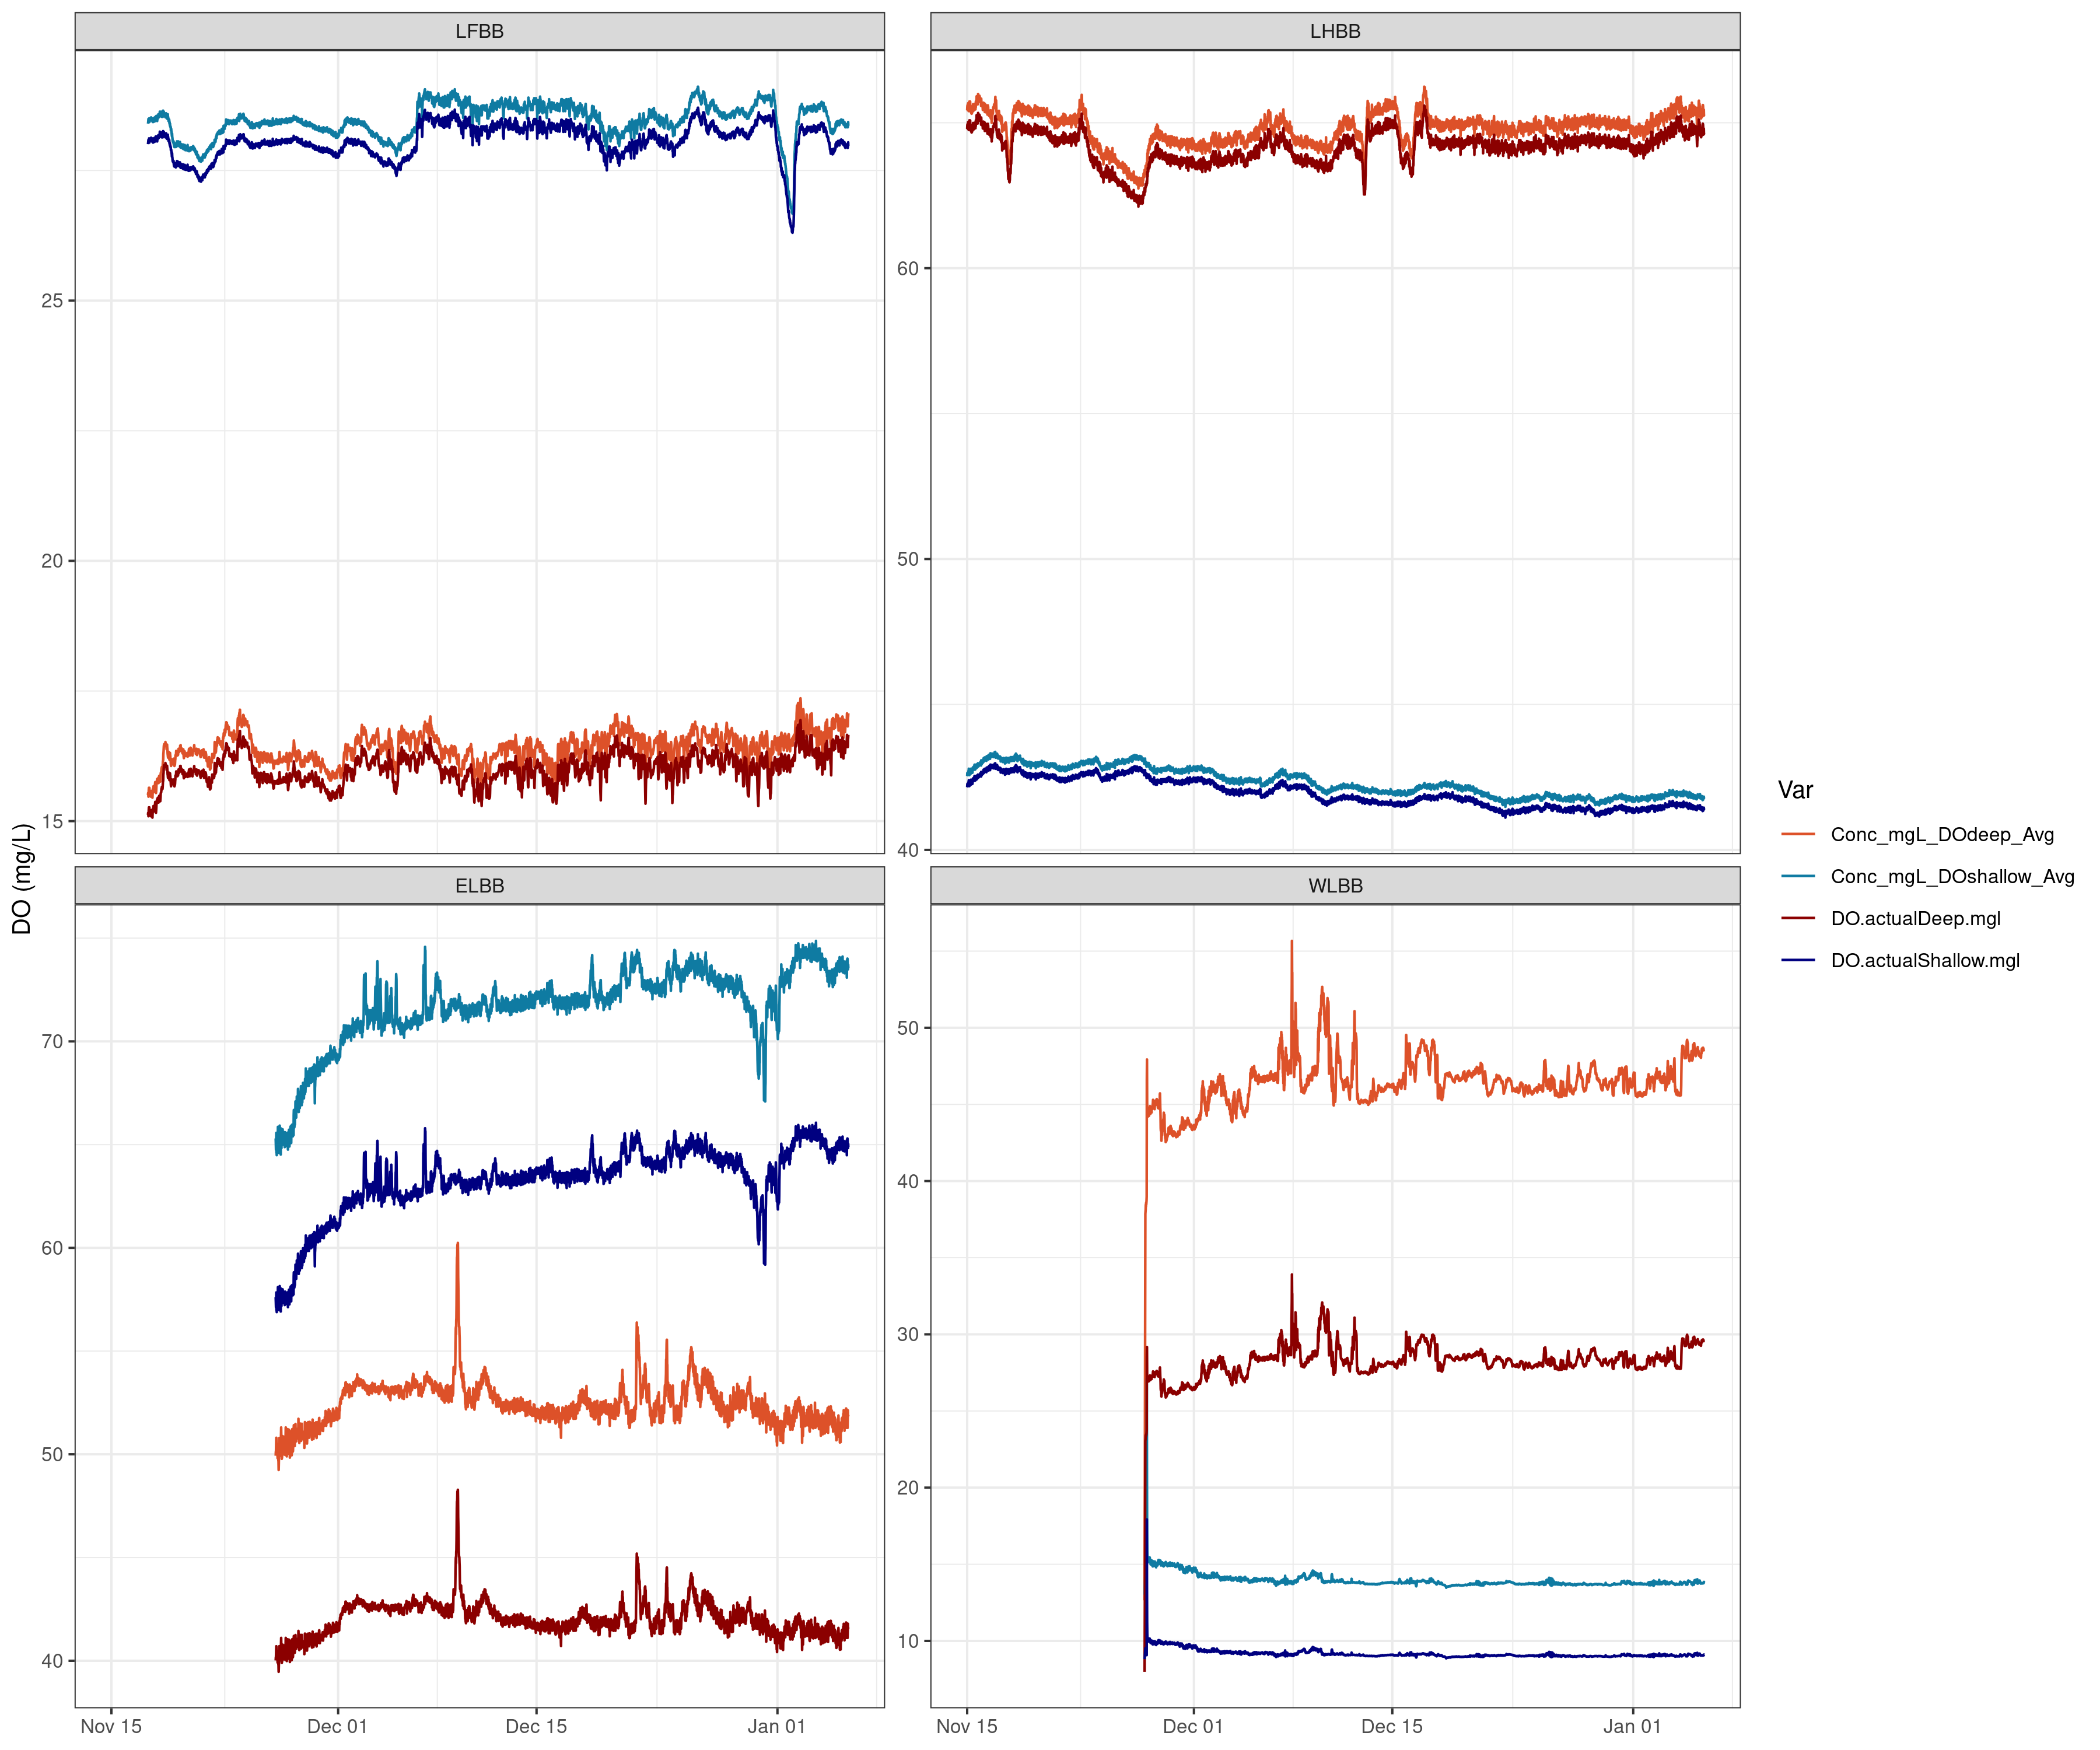 LFBB
LHBB
25
20
15
60
50
40
DO (mg/L)
ELBB
WLBB
70
60
50
40
50
40
30
20
10
Nov 15
Dec 01
Dec 15
Jan 01
Nov 15
Dec 01
Dec 15
Jan 01
Var
Conc_mgL_DOdeep_Avg
Conc_mgL_DOshallow_Avg
DO.actualDeep.mgl
DO.actualShallow.mgl